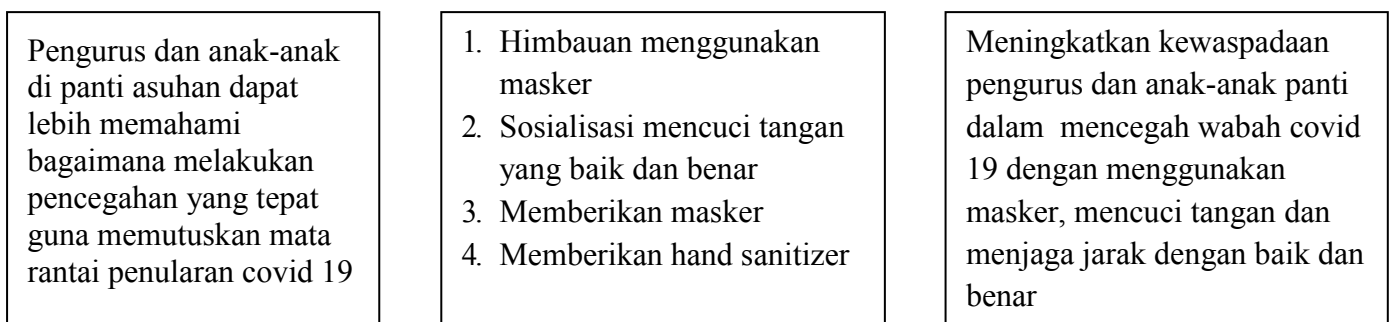 Pengurus dan anak-anak
di panti asuhan dapat
lebih memahami
bagaimana melakukan
pencegahan yang tepat
guna memutuskan mata
rantai penularan covid 19
1. Himbauan menggunakan
masker
2. Sosialisasi mencuci tangan
yang baik dan benar
3. Memberikan masker
4. Memberikan hand sanitizer
Meningkatkan kewaspadaan
pengurus dan anak-anak panti
dalam mencegah wabah covid
19 dengan menggunakan
masker, mencuci tangan dan
menjaga jarak dengan baik dan
benar